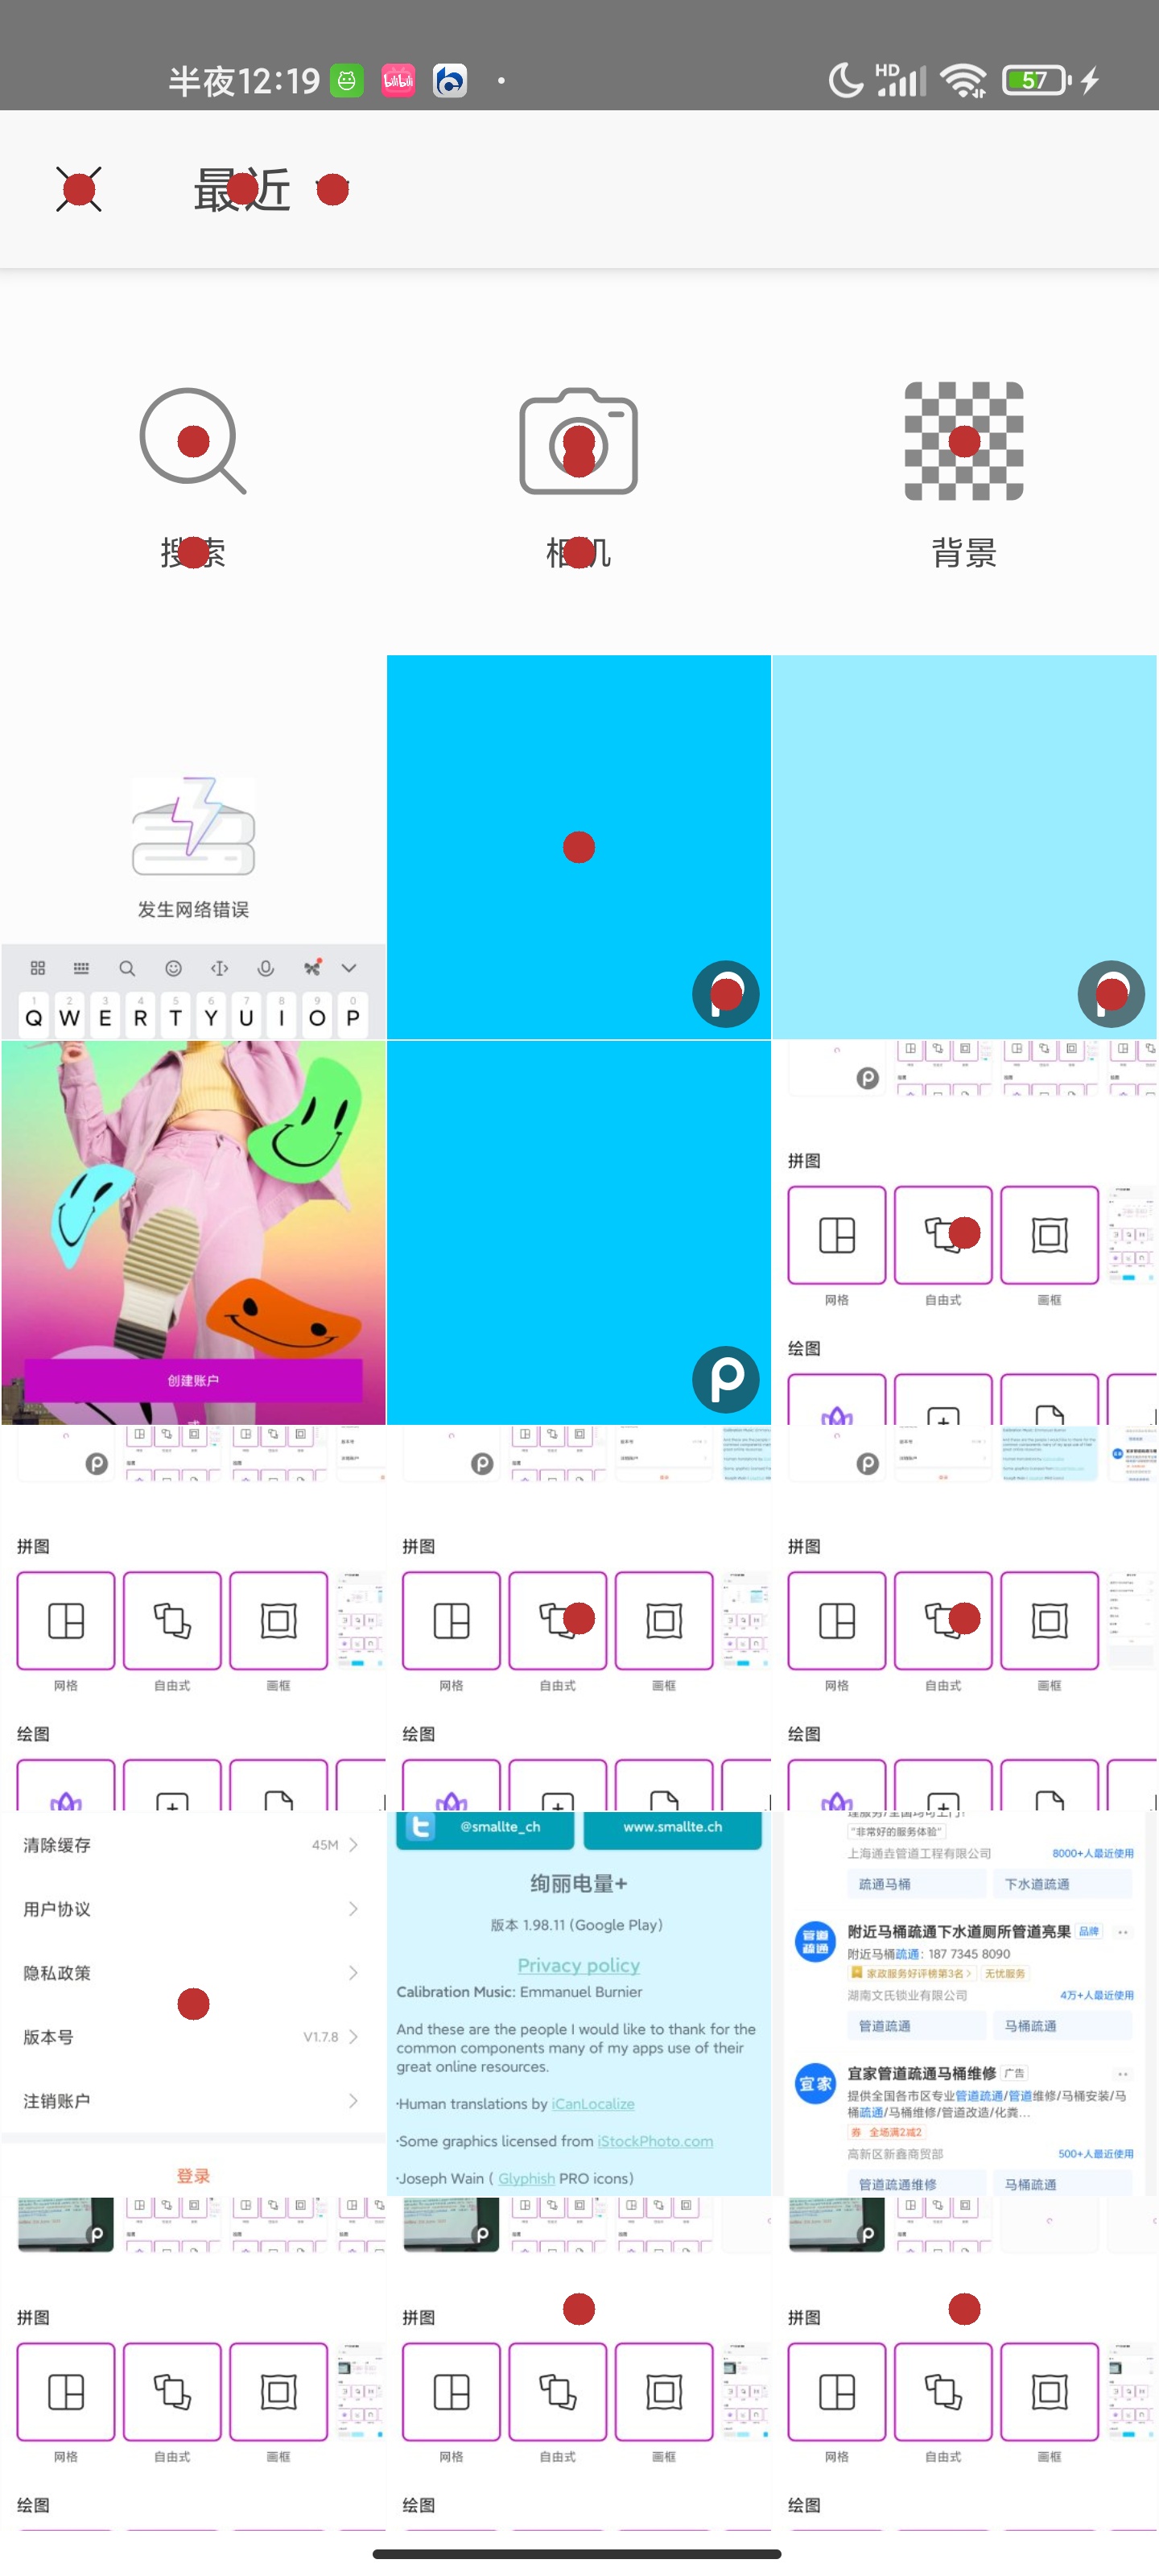 半夜12:19
HD
57
最近
搜索
相机
背景
发生网络错误
1 2 3 4 5 6 7 8 9 0
Q W E R T Y U I O P
拼图
网格 自由式 画框
绘图
创建账户
或
拼图
网格 自由式 画框
绘图
拼图
网格 自由式 画框
绘图
拼图
网格 自由式 画框
绘图
清除缓存 45M
用户协议
隐私政策
版本号 V1.7.8
注销账户
登录
@smallte_ch www.smallte.ch
绚丽电量+
版本 1.98.11 (Google Play)
Privacy policy
Calibration Music: Emmanuel Burnier
And these are the people I would like to thank for the
common components many of my apps use of their
great online resources.
·Human translations by iCanLocalize
·Some graphics licensed from iStockPhoto.com
·Joseph Wain ( Glyphish PRO icons)
“非常好的服务体验”
上海通垚管道工程有限公司 8000+人最近使用
疏通马桶 下水道疏通
管道
疏通
附近马桶疏通下水道厕所管道亮果 品牌
附近马桶疏通: 187 7345 8090
家政服务好评榜第3名 无忧服务
湖南文氏锁业有限公司 4万+人最近使用
管道疏通 马桶疏通
宜家
宜家管道疏通马桶维修 广告
提供全国各市区专业管道疏通/管道维修/马桶安装/马
桶疏通/马桶维修/管道改造/化粪...
券 全场满2减2
高新区新鑫商贸部 500+人最近使用
管道疏通维修 马桶疏通
拼图
网格 自由式 画框
绘图
拼图
网格 自由式 画框
绘图
拼图
网格 自由式 画框
绘图